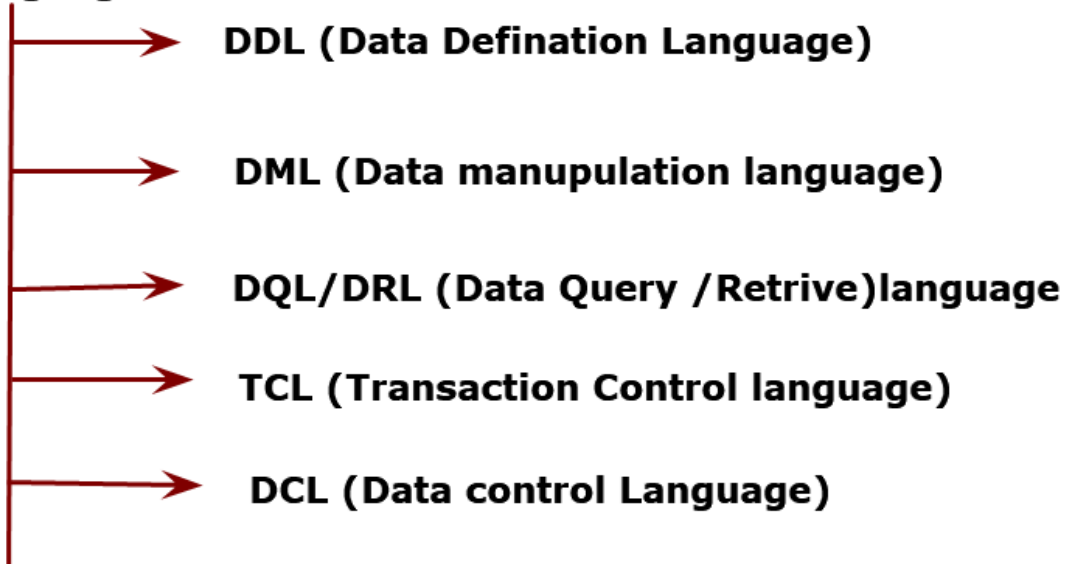 DDL (Data Defination Language)
DML (Data manupulation language)
DQL/DRL (Data Query /Retrive)language
TCL (Transaction Control language)
DCL (Data control Language)